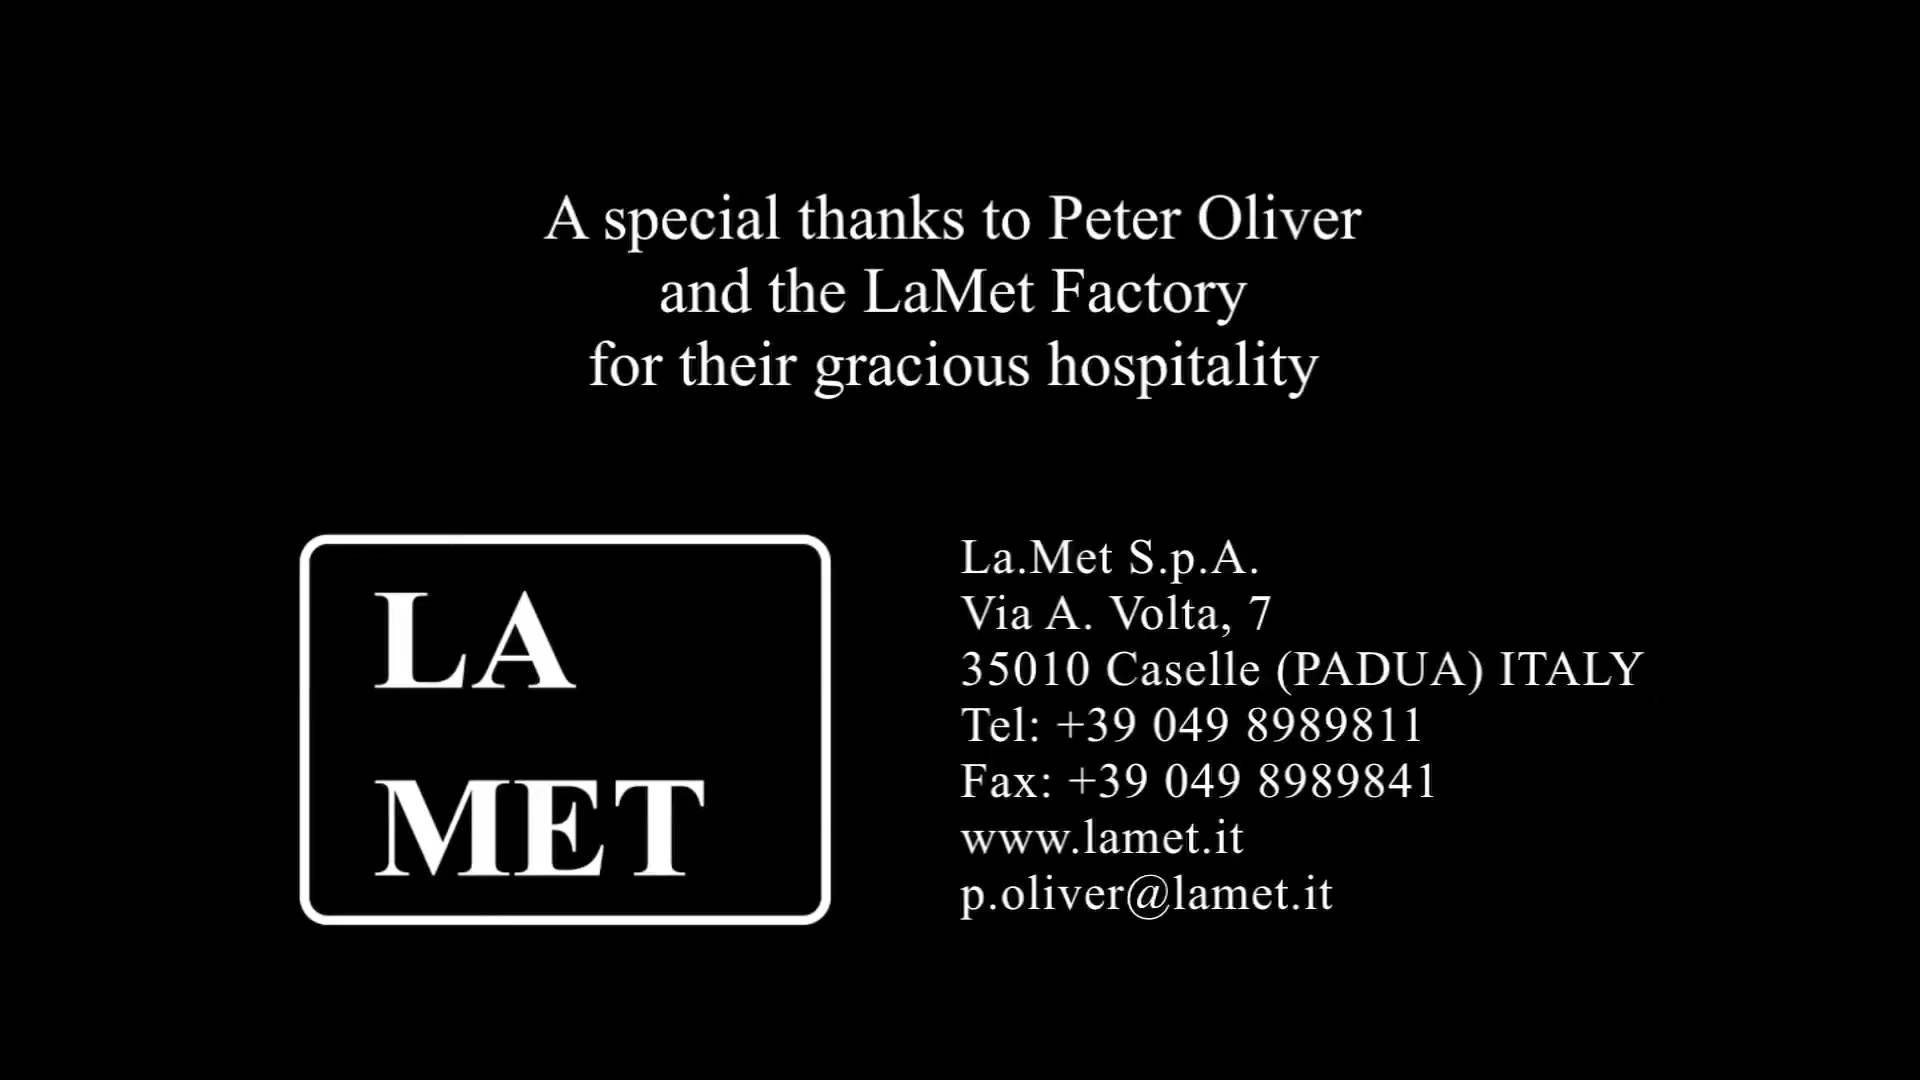 A special thanks to Peter Oliver
and the LaMet Factory
for their gracious hospitality
LA
MET
La.Met S.p.A.
Via A. Volta, 7
35010 Caselle (PADUA) ITALY
Tel: +39 049 8989811
Fax: +39 049 8989841
www.lamet.it
p.oliver@lamet.it